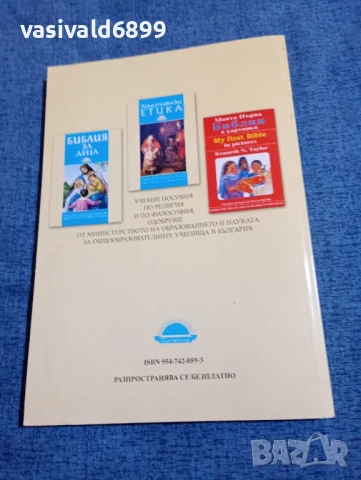 vasivald6899
БИБЛИЯ
ЗА
ДЕЦА
ХРИСТИЯНСКА
ЕТИКА
Моята Първа
Библия
в картинки
My first Bible
in pictures
Kenneth N. Taylor
УЧЕБНИ ПОСОБИЯ
ПО РЕЛИГИЯ
И ПО ФИЛОСОФИЯ,
ОДОБРЕНИ
ОТ МИНИСТЕРСТВОТО НА ОБРАЗОВАНИЕТО И НАУКАТА
ЗА ОБЩООБРАЗОВАТЕЛНИТЕ УЧИЛИЩА В БЪЛГАРИЯ
ISBN 954-742-059-3
РАЗПРОСТРАНЯВА СЕ БЕЗПЛАТНО
BAZAR